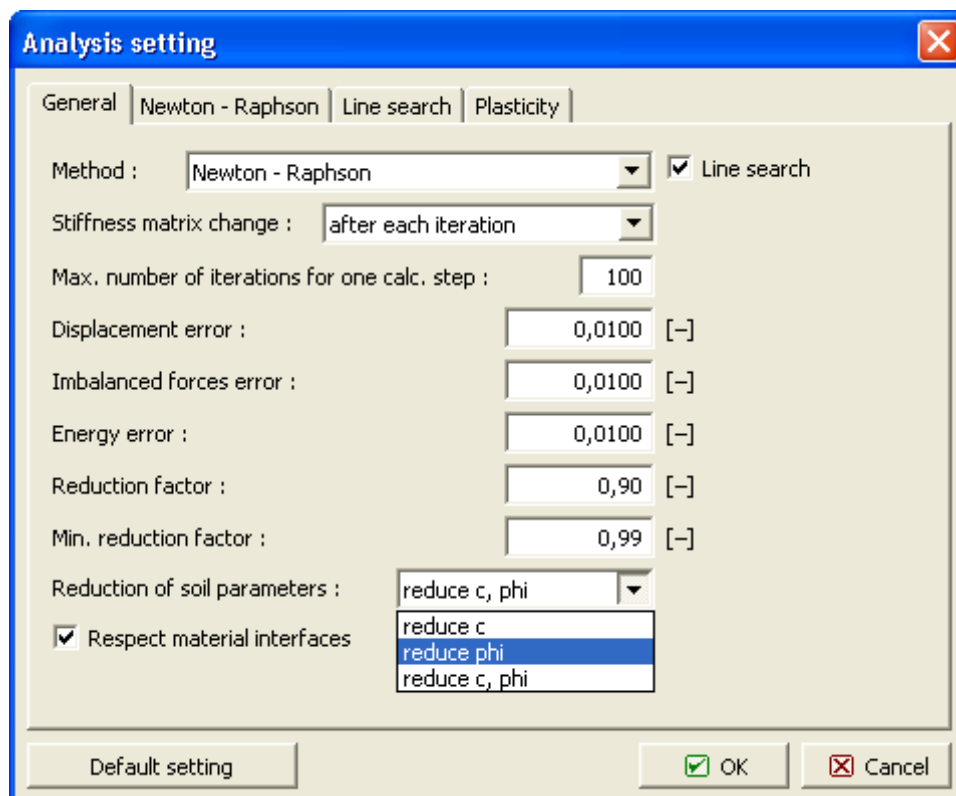 Analysis setting
General Newton - Raphson Line search Plasticity
Method : Newton - Raphson Line search
Stiffness matrix change : after each iteration
Max. number of iterations for one calc. step : 100
Displacement error : 0,0100 [–]
Imbalanced forces error : 0,0100 [–]
Energy error : 0,0100 [–]
Reduction factor : 0,90 [–]
Min. reduction factor : 0,99 [–]
Reduction of soil parameters : reduce c, phi
reduce c
Respect material interfaces reduce phi
reduce c, phi
Default setting OK Cancel